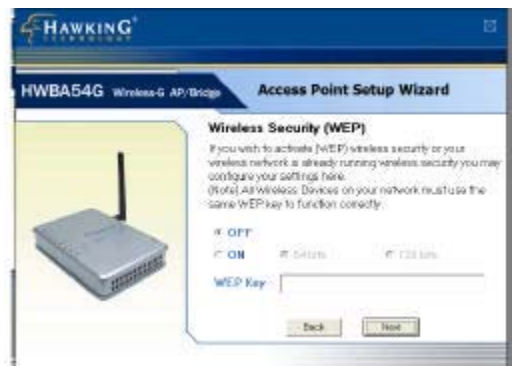 HAWKING
TECHNOLOGY
HWBA54G Wireless-G AP/Bridge
Access Point Setup Wizard
Wireless Security (WEP)
If you wish to activate (WEP) wireless security or your
wireless network is already running wireless security you may
configure your settings here.
(Note) All Wireless Devices on your network must use the
same WEP key to function correctly.
OFF
ON 64 bits 128 bits
WEP Key
Back Next